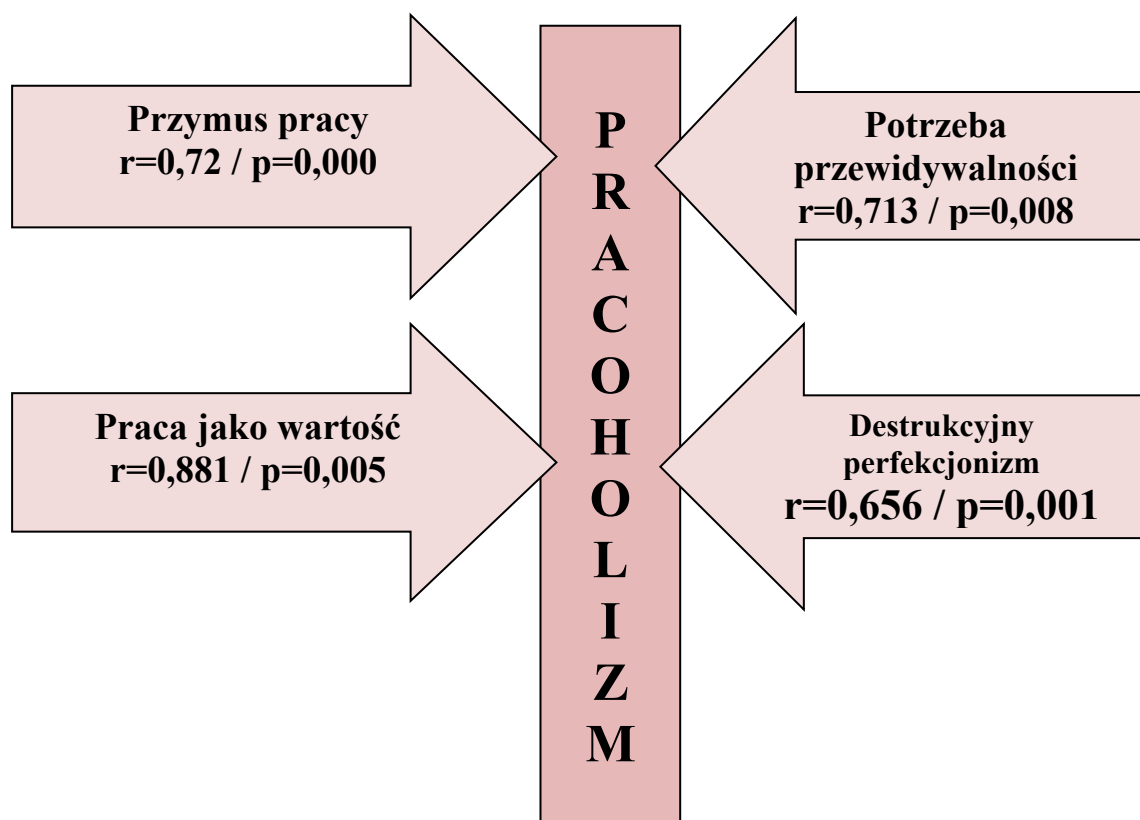 Przymus pracy
r=0,72 / p=0,000
Praca jako wartość
r=0,881 / p=0,005
P
R
A
C
O
H
O
L
I
Z
M
Potrzeba
przewidywalności
r=0,713 / p=0,008
Destrukcyjny
perfekcjonizm
r=0,656 / p=0,001